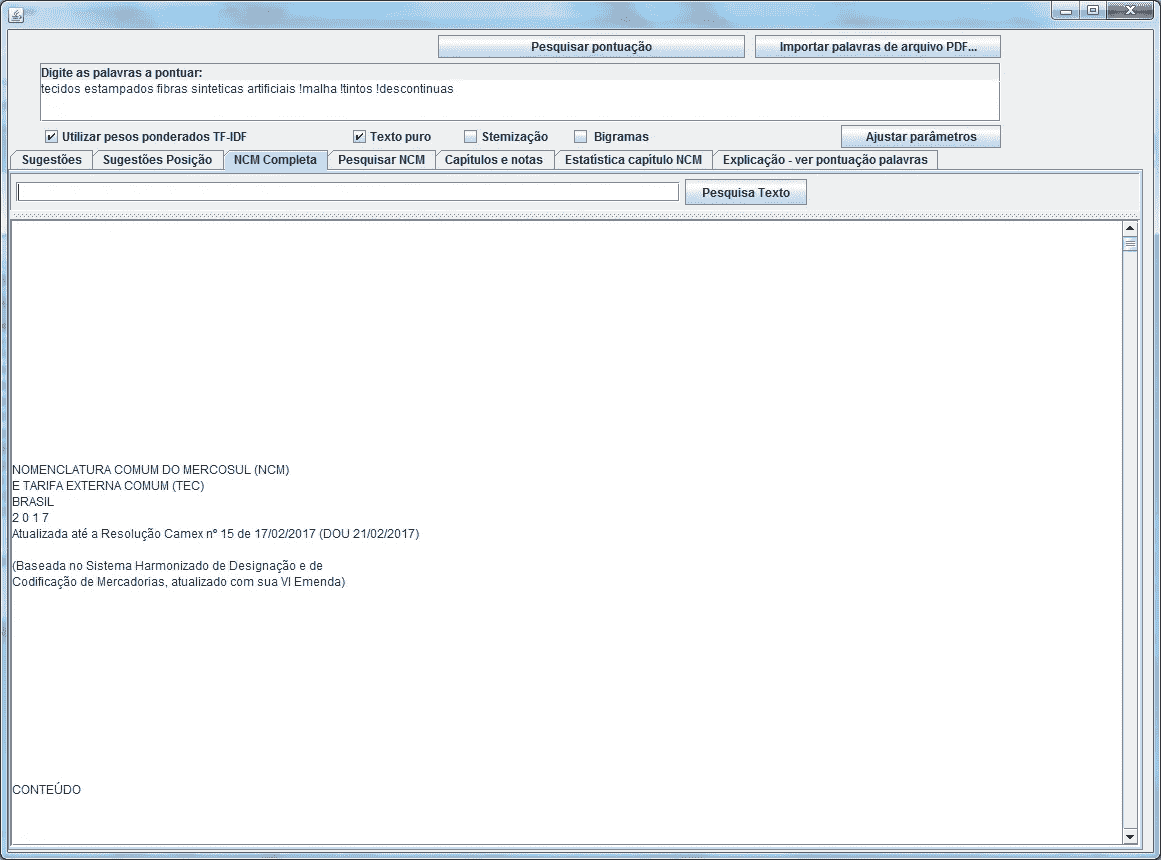 Pesquisar pontuação
Importar palavras de arquivo PDF...
Digite as palavras a pontuar:
tecidos estampados fibras sinteticas artificiais !malha !tintos !descontinuas
Utilizar pesos ponderados TF-IDF
Texto puro
Stemização
Bigramas
Ajustar parâmetros
Sugestões
Sugestões Posição
NCM Completa
Pesquisar NCM
Capítulos e notas
Estatística capítulo NCM
Explicação - ver pontuação palavras
Pesquisa Texto
NOMENCLATURA COMUM DO MERCOSUL (NCM)
E TARIFA EXTERNA COMUM (TEC)
BRASIL
2 0 1 7
Atualizada até a Resolução Camex nº 15 de 17/02/2017 (DOU 21/02/2017)
(Baseada no Sistema Harmonizado de Designação e de
Codificação de Mercadorias, atualizado com sua VI Emenda)
CONTEÚDO